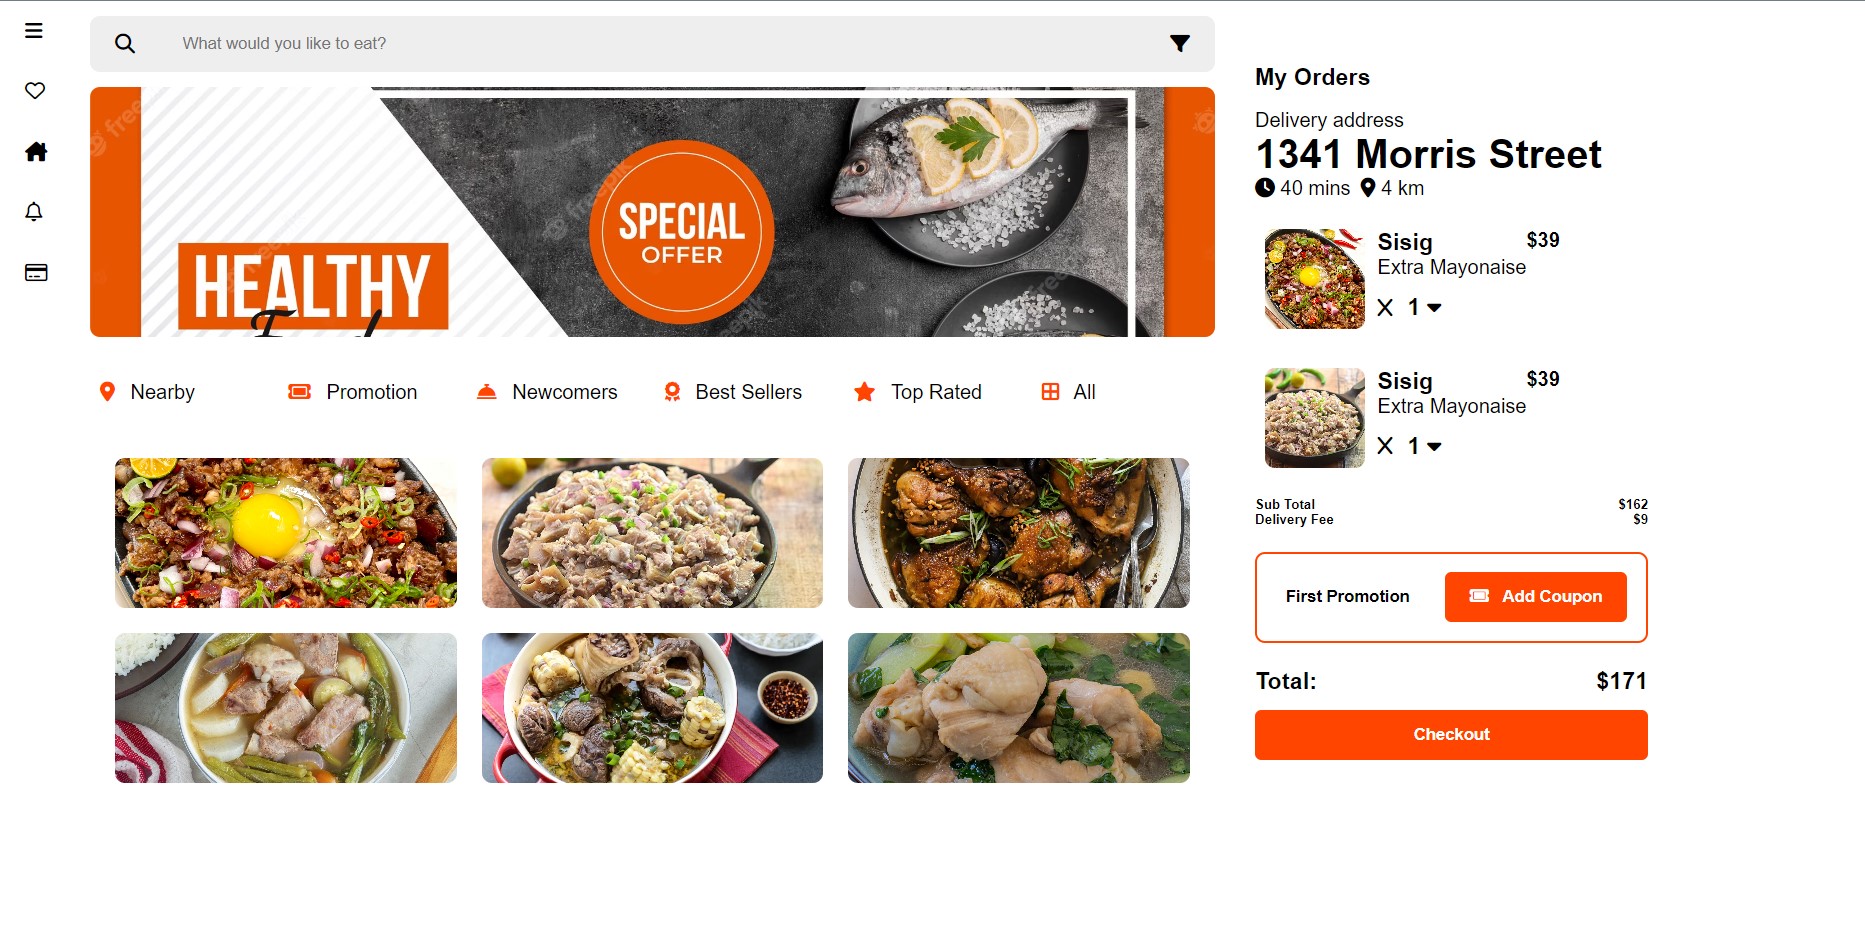 What would you like to eat?
HEALTHY
SPECIAL
OFFER
Nearby
Promotion
Newcomers
Best Sellers
Top Rated
All
My Orders
Delivery address
1341 Morris Street
40 mins 4 km
Sisig $39
Extra Mayonaise
X 1
Sisig $39
Extra Mayonaise
X 1
Sub Total $162
Delivery Fee $9
First Promotion Add Coupon
Total: $171
Checkout